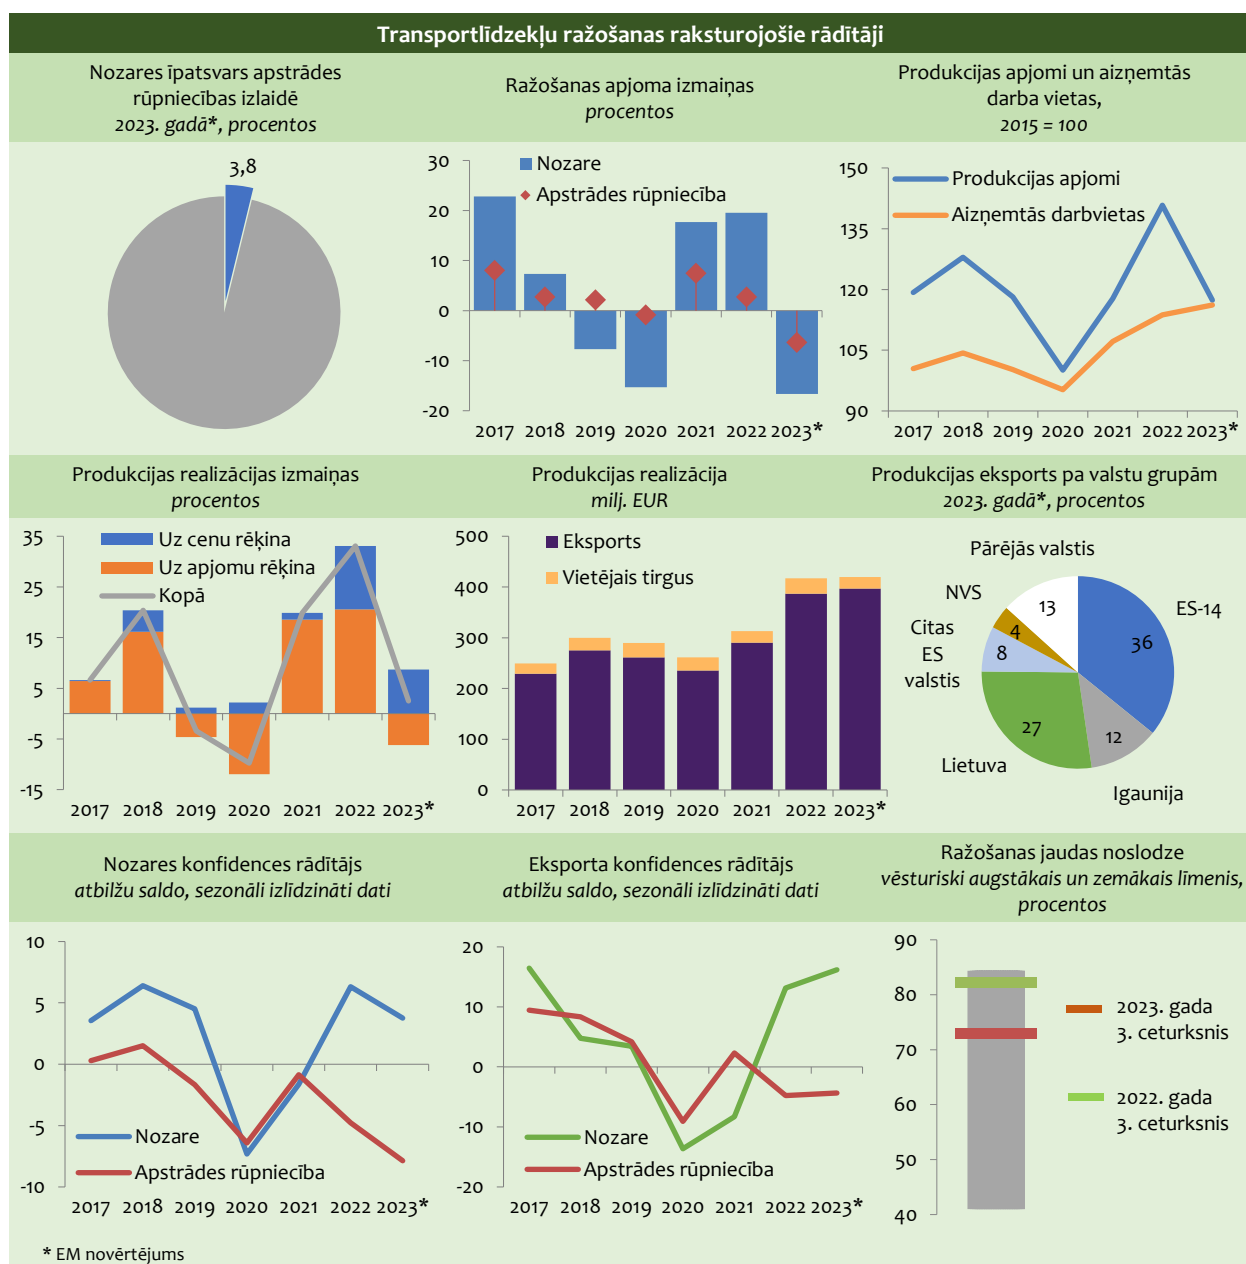 Transportlīdzekļu ražošanas raksturojošie rādītāji
Nozares īpatsvars apstrādes
rūpniecības izlaidē
2023. gadā*, procentos
3,8
Ražošanas apjoma izmaiņas
procentos
Nozare
Apstrādes rūpniecība
30
20
10
0
-10
-20
2017 2018 2019 2020 2021 2022 2023*
Produkcijas apjomi un aizņemtās
darba vietas,
2015 = 100
Produkcijas apjomi
Aizņemtās darbvietas
150
135
120
105
90
2017 2018 2019 2020 2021 2022 2023*
Produkcijas realizācijas izmaiņas
procentos
Uz cenu rēķina
Uz apjomu rēķina
Kopā
35
25
15
5
-5
-15
2017 2018 2019 2020 2021 2022 2023*
Produkcijas realizācija
milj. EUR
Eksports
Vietējais tirgus
500
400
300
200
100
0
2017 2018 2019 2020 2021 2022 2023*
Produkcijas eksports pa valstu grupām
2023. gadā*, procentos
Pārējās valstis
13
NVS
4
ES-14
36
Citas
ES
valstis
8
27
Lietuva
12
Igaunija
Nozares konfidences rādītājs
atbilžu saldo, sezonāli izlīdzināti dati
10
5
0
-5
-10
Nozare
Apstrādes rūpniecība
2017 2018 2019 2020 2021 2022 2023*
Eksporta konfidences rādītājs
atbilžu saldo, sezonāli izlīdzināti dati
20
10
0
-10
-20
Nozare
Apstrādes rūpniecība
2017 2018 2019 2020 2021 2022 2023*
Ražošanas jaudas noslodze
vēsturiski augstākais un zemākais līmenis,
procentos
90
80
70
60
50
40
2023. gada
3. ceturksnis
2022. gada
3. ceturksnis
* EM novērtējums